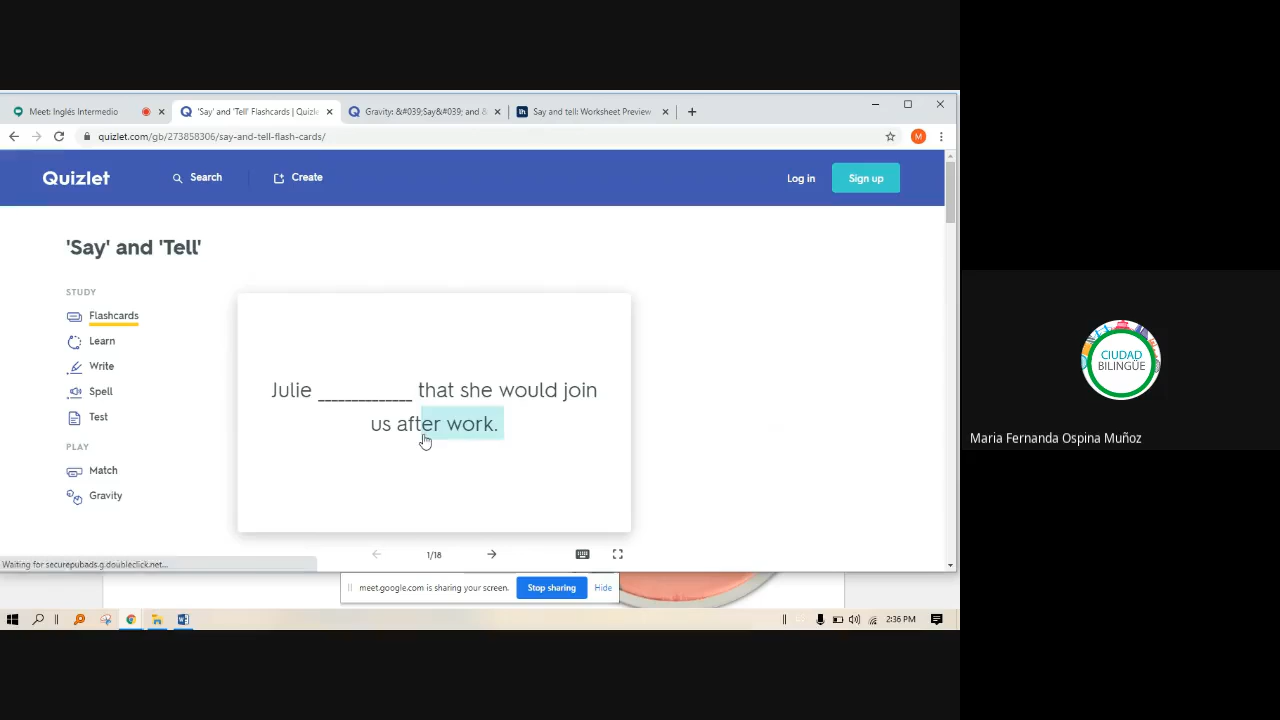 Meet: Inglés Intermedio
'Say' and 'Tell' Flashcards | Quizle
Gravity: &#039;Say&#039; and &
Say and tell: Worksheet Preview
quizlet.com/gb/273858306/say-and-tell-flash-cards/
M
Quizlet
Search
Create
Log in
Sign up
'Say' and 'Tell'
STUDY
Flashcards
Learn
Write
Spell
Test
PLAY
Match
Gravity
Julie ______________ that she would join
us after work.
1/18
Waiting for securepubads.g.doubleclick.net...
meet.google.com is sharing your screen.
Stop sharing
Hide
2:36 PM
CIUDAD
BILINGÜE
Maria Fernanda Ospina Muñoz